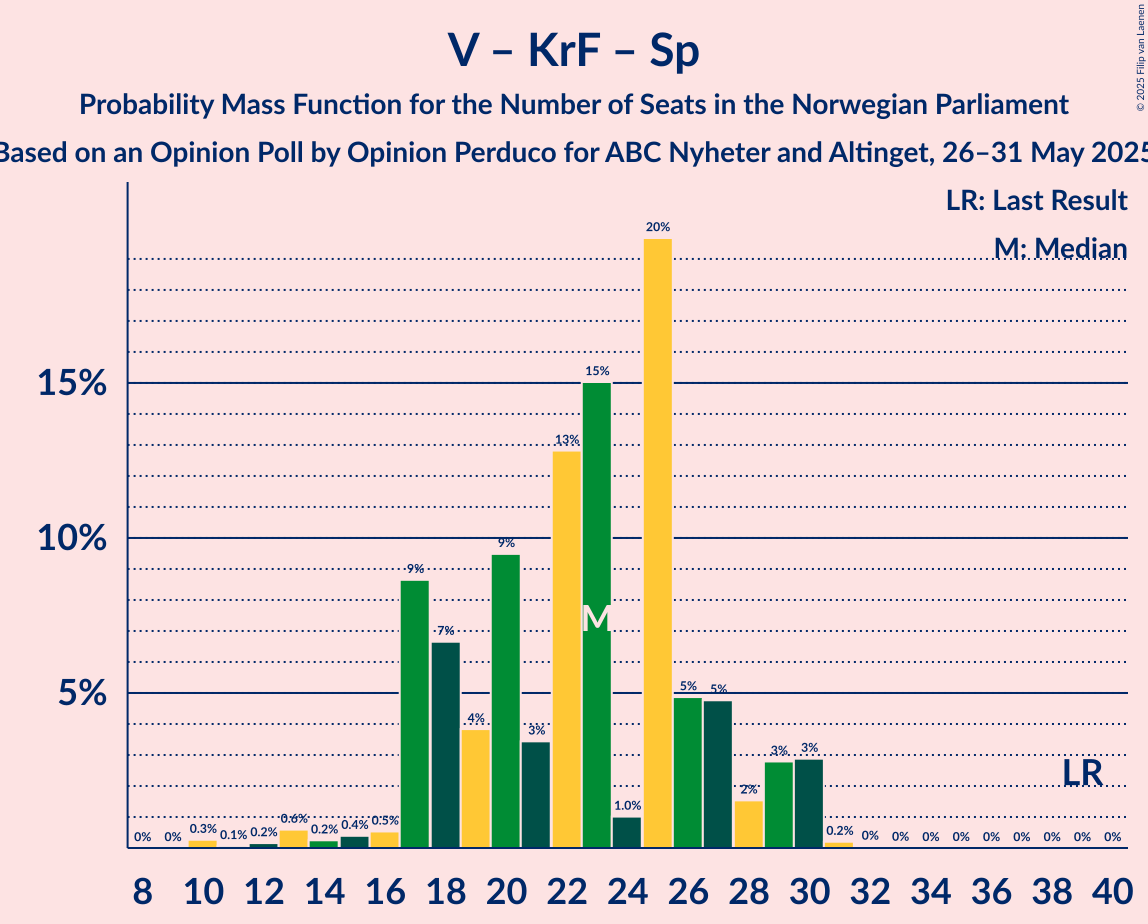 V – KrF – Sp
Probability Mass Function for the Number of Seats in the Norwegian Parliament
Based on an Opinion Poll by Opinion Perduco for ABC Nyheter and Altinget, 26–31 May 2025
© 2025 Filip van Laenen
LR: Last Result
M: Median
20%
15%
15%
13%
10%
9%
9%
7%
M
5%
5%
5%
4%
3%
3%
3%
LR
2%
1.0%
0% 0% 0.3% 0.1% 0.2% 0.6% 0.2% 0.4% 0.5% 0.2% 0% 0% 0% 0% 0% 0% 0% 0% 0%
8 10 12 14 16 18 20 22 24 26 28 30 32 34 36 38 40